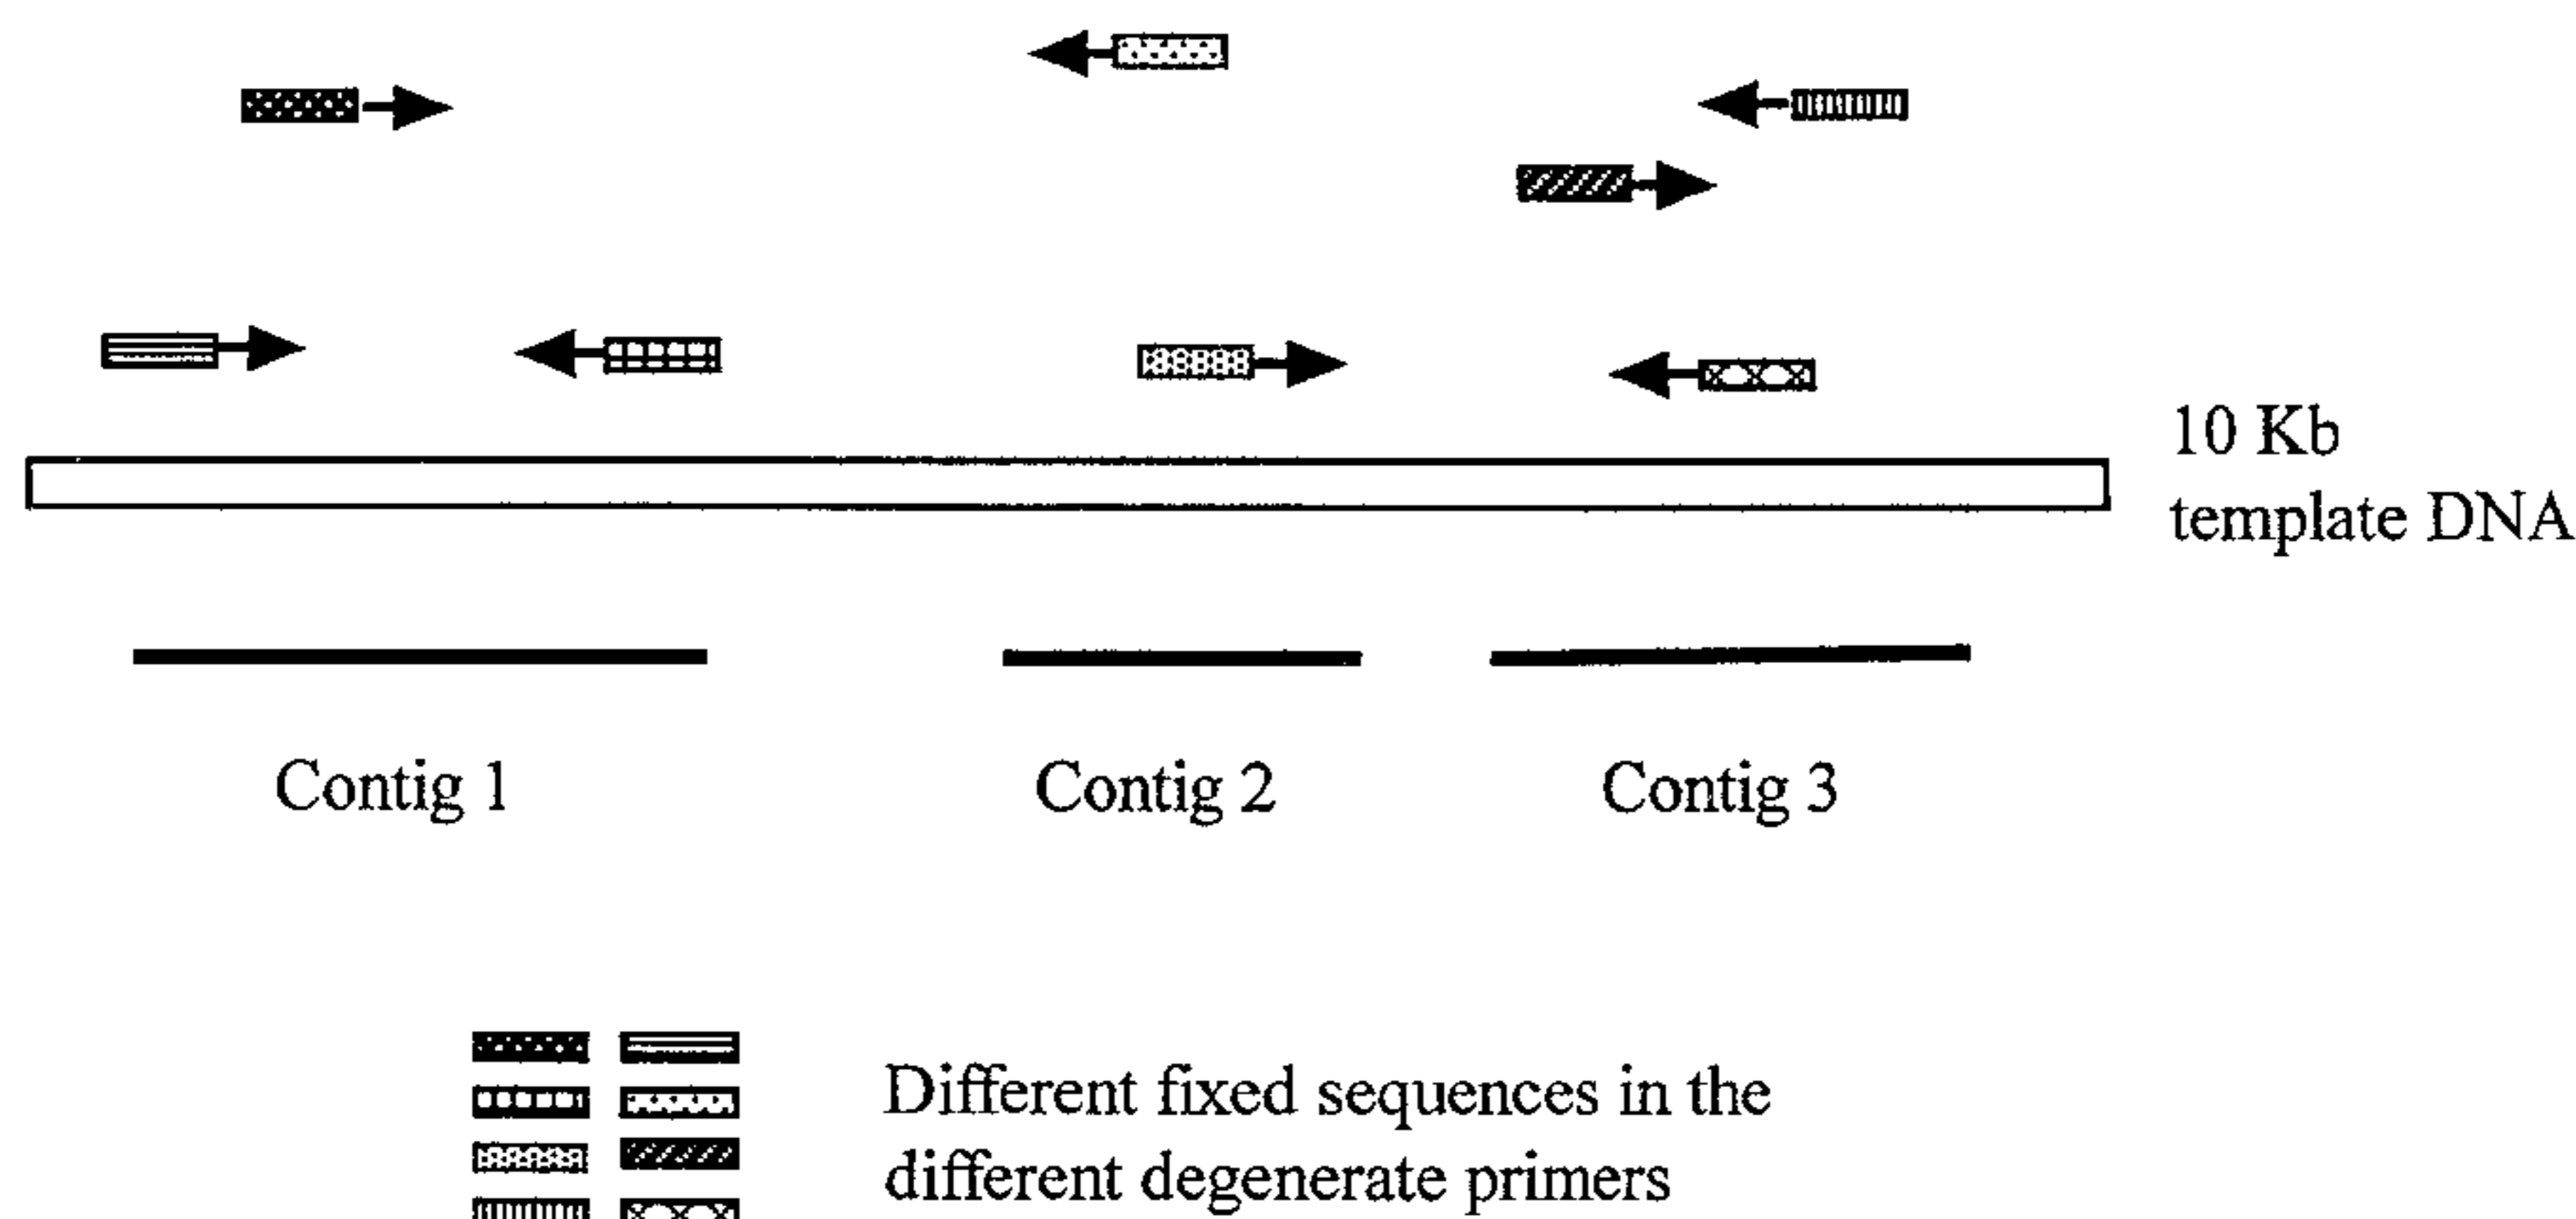 10 Kb
template DNA
Contig 1
Contig 2
Contig 3
Different fixed sequences in the
different degenerate primers